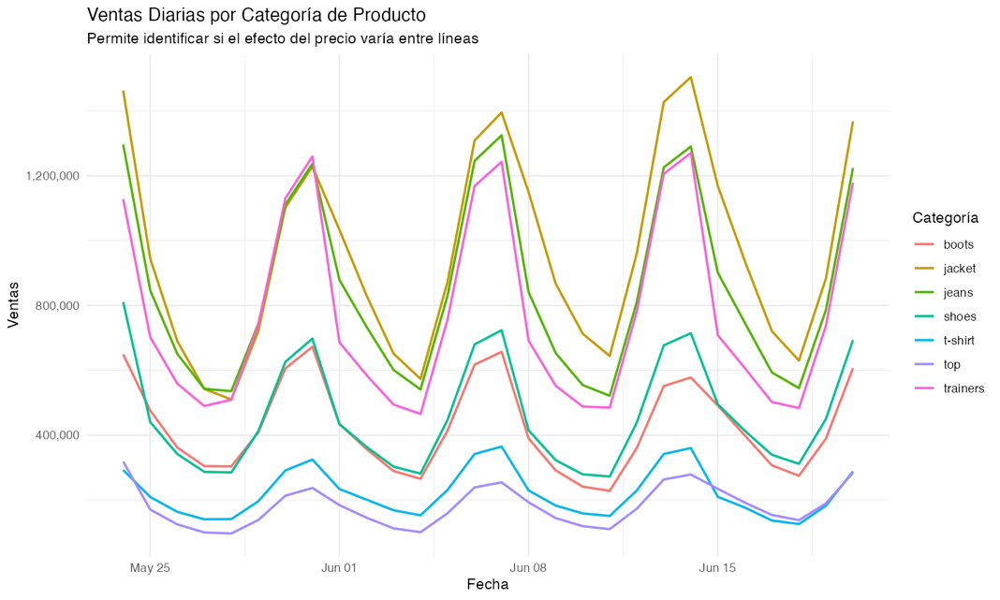 Ventas Diarias por Categoría de Producto
Permite identificar si el efecto del precio varía entre líneas
Ventas
1,200,000
800,000
400,000
May 25
Jun 01
Jun 08
Jun 15
Fecha
Categoría
boots
jacket
jeans
shoes
t-shirt
top
trainers